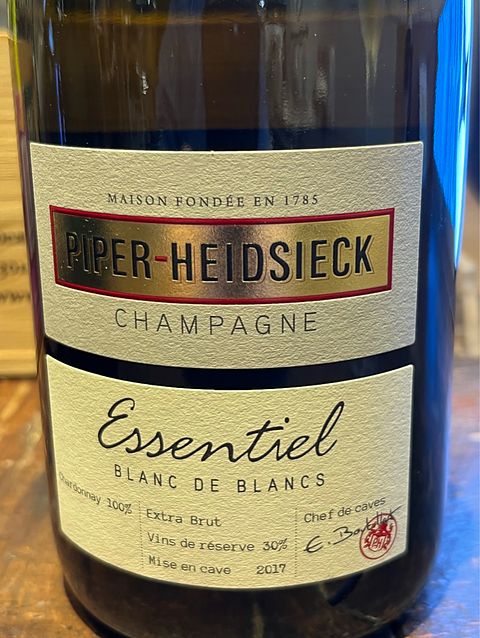 MAISON FONDÉE EN 1785
PIPER-HEIDSIECK
CHAMPAGNE
Essentiel
BLANC DE BLANCS
Chardonnay 100%
Extra Brut
Vins de réserve 30%
Mise en cave 2017
Chef de caves